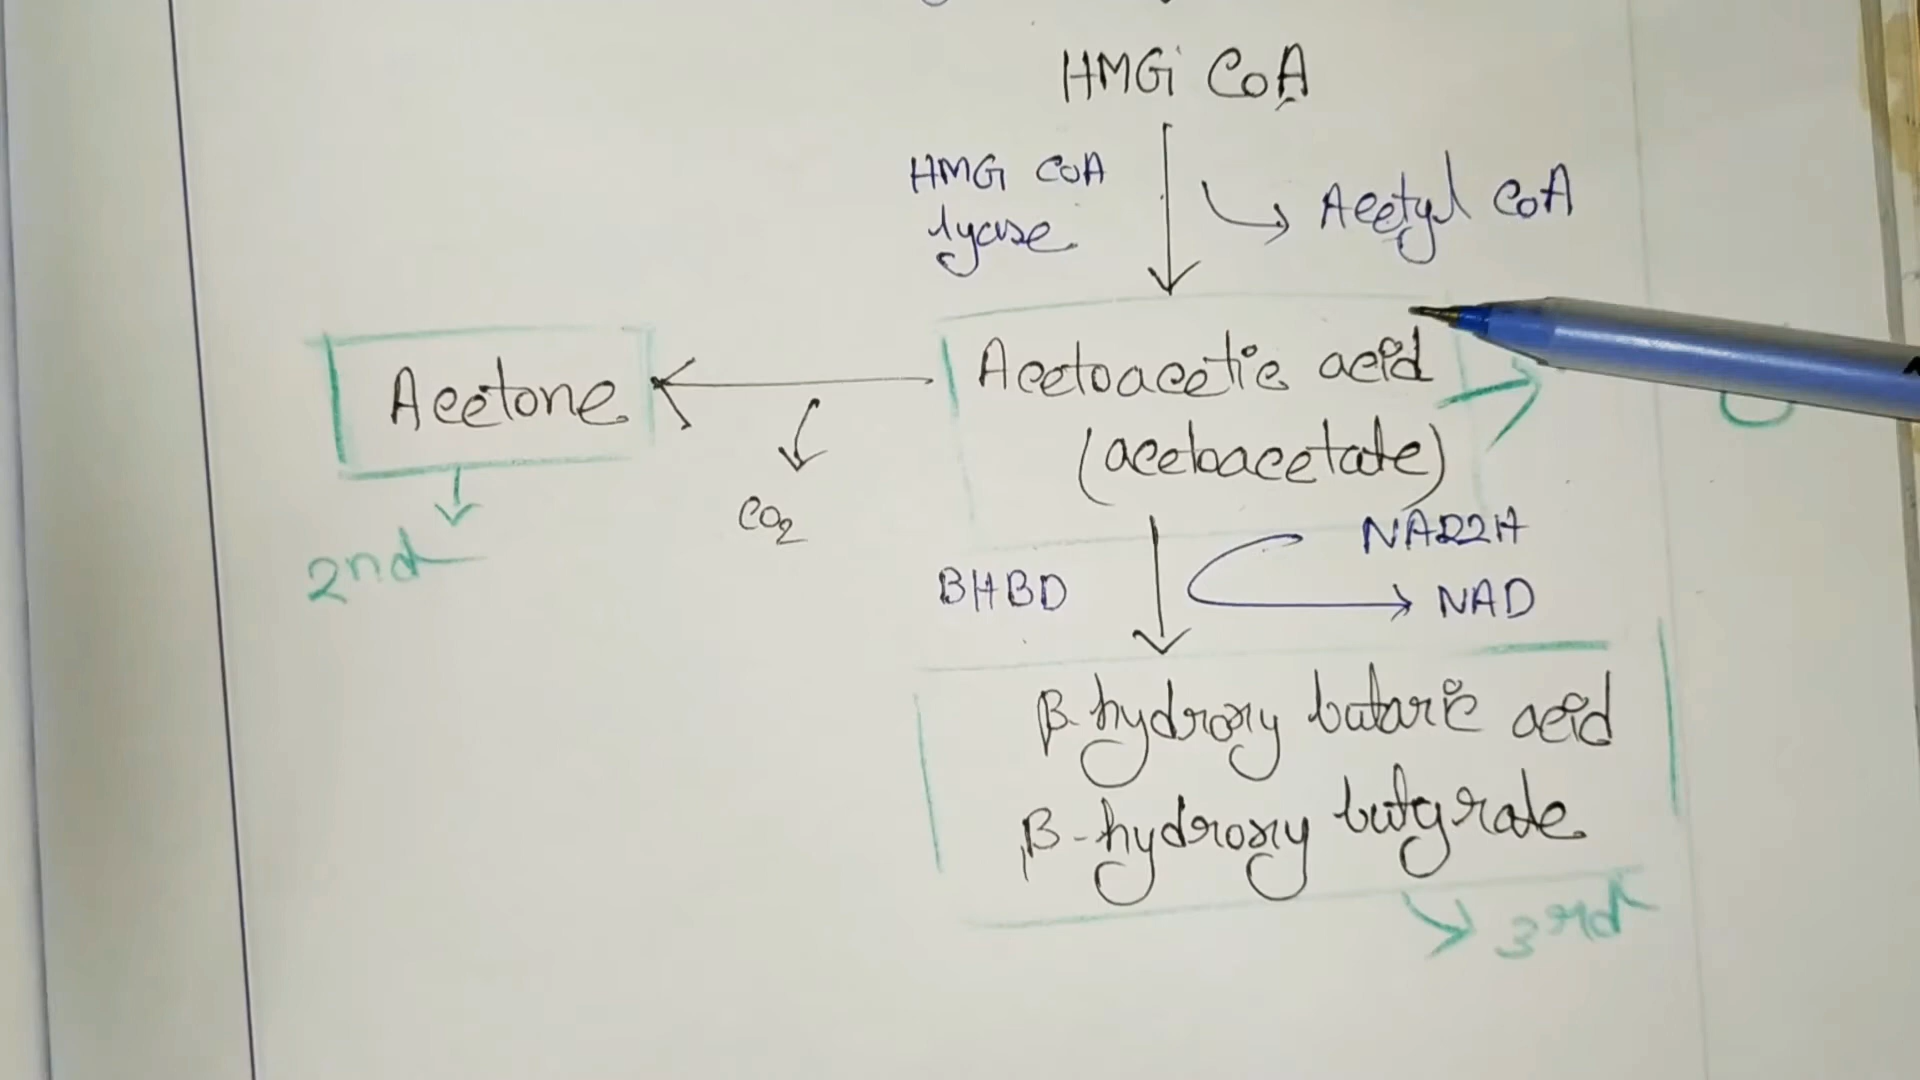 HMG CoA
HMG CoA
lyase
Acetyl CoA
Acetoacetic acid
(acetoacetate)
Acetone
CO2
2nd
NAD2H
NAD
BHBD
β-hydroxy butaric acid
β-hydroxy butyrate
3rd